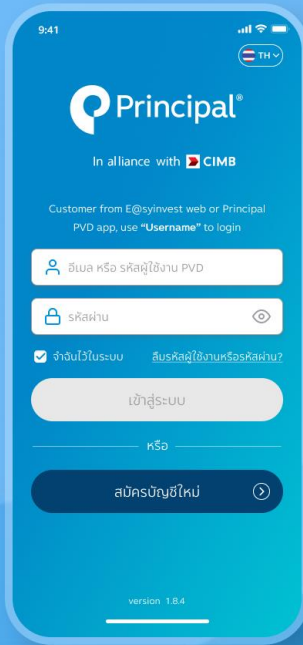 9:41
TH
Principal®
In alliance with CIMB
Customer from E@syinvest web or Principal
PVD app, use “Username” to login
อีเมล หรือ รหัสผู้ใช้งาน PVD
รหัสผ่าน
จำฉันไว้ในระบบ ลืมรหัสผู้ใช้งานหรือรหัสผ่าน?
เข้าสู่ระบบ
หรือ
สมัครบัญชีใหม่
version 1.8.4